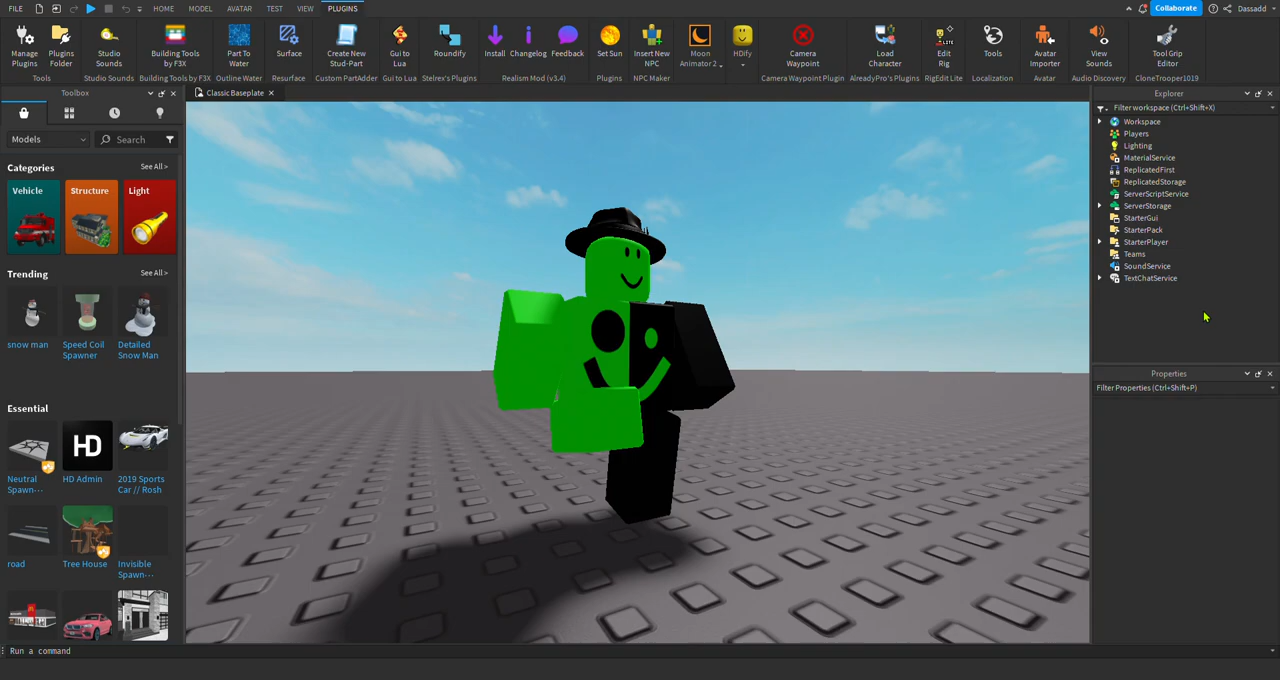 FILE HOME MODEL AVATAR TEST VIEW PLUGINS Collaborate Dassadd
Manage Plugins Plugins Folder Studio Sounds Building Tools by F3X Part To Water Surface Create New Stud-Part Gui to Lua Roundify Install Changelog Feedback Set Sun Insert New NPC Moon Animator 2 HDify Camera Waypoint Load Character Edit Rig Tools Avatar Importer View Sounds Tool Grip Editor
Tools Studio Sounds Building Tools by F3X Outline Water Resurface Custom PartAdder Gui to Lua Stelrex's Plugins Realism Mod (v3.4) Plugins NPC Maker Camera Waypoint Plugin AlreadyPro's Plugins RigEdit Lite Localization Avatar Audio Discovery CloneTrooper1019
Toolbox
Classic Baseplate
Models Search
Categories See All >
Vehicle Structure Light
Trending See All >
snow man Speed Coil Spawner Detailed Snow Man
Essential See All >
HD
Neutral Spawn··· HD Admin 2019 Sports Car // Rosh
road Tree House Invisible Spawn···
Explorer
Filter workspace (Ctrl+Shift+X)
Workspace
Players
Lighting
MaterialService
ReplicatedFirst
ReplicatedStorage
ServerScriptService
ServerStorage
StarterGui
StarterPack
StarterPlayer
Teams
SoundService
TextChatService
Properties
Filter Properties (Ctrl+Shift+P)
Run a command